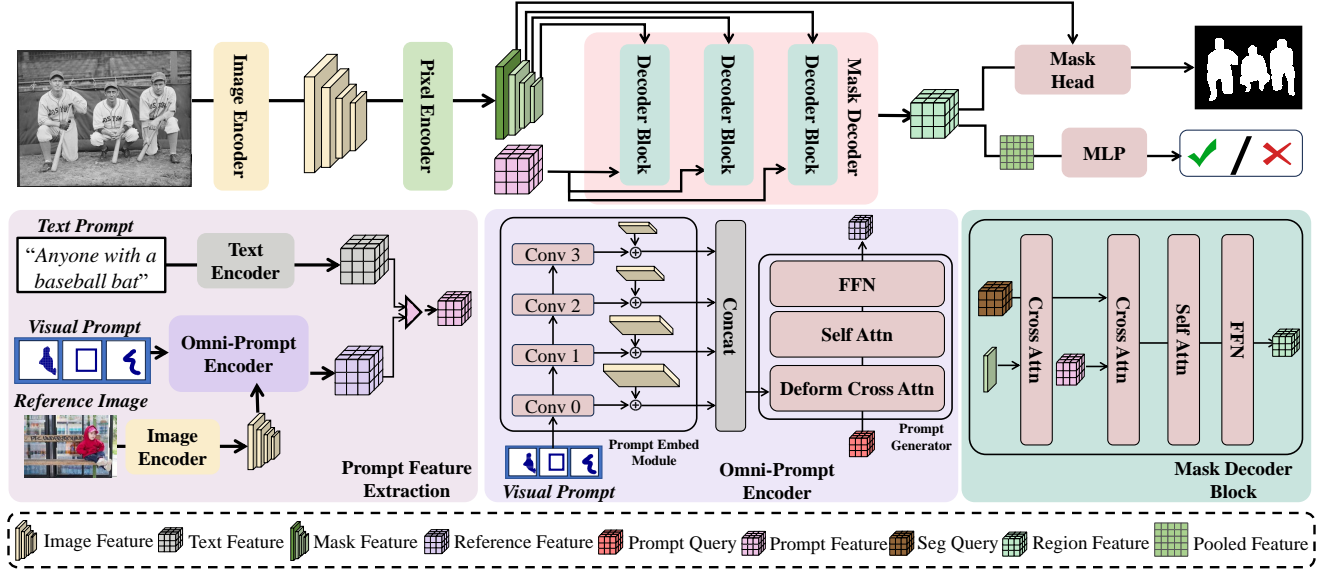 Image Encoder
Pixel Encoder
Decoder Block
Decoder Block
Decoder Block
Mask Decoder
Mask
Head
MLP
Text Prompt
“Anyone with a
baseball bat”
Text
Encoder
Visual Prompt
Omni-Prompt
Encoder
Reference Image
Image
Encoder
Prompt Feature
Extraction
Conv 3
Conv 2
Conv 1
Conv 0
Concat
Prompt Embed
Module
Visual Prompt
FFN
Self Attn
Deform Cross Attn
Prompt
Generator
Omni-Prompt
Encoder
Cross Attn
Cross Attn
Self Attn
FFN
Mask Decoder
Block
Image Feature
Text Feature
Mask Feature
Reference Feature
Prompt Query
Prompt Feature
Seg Query
Region Feature
Pooled Feature